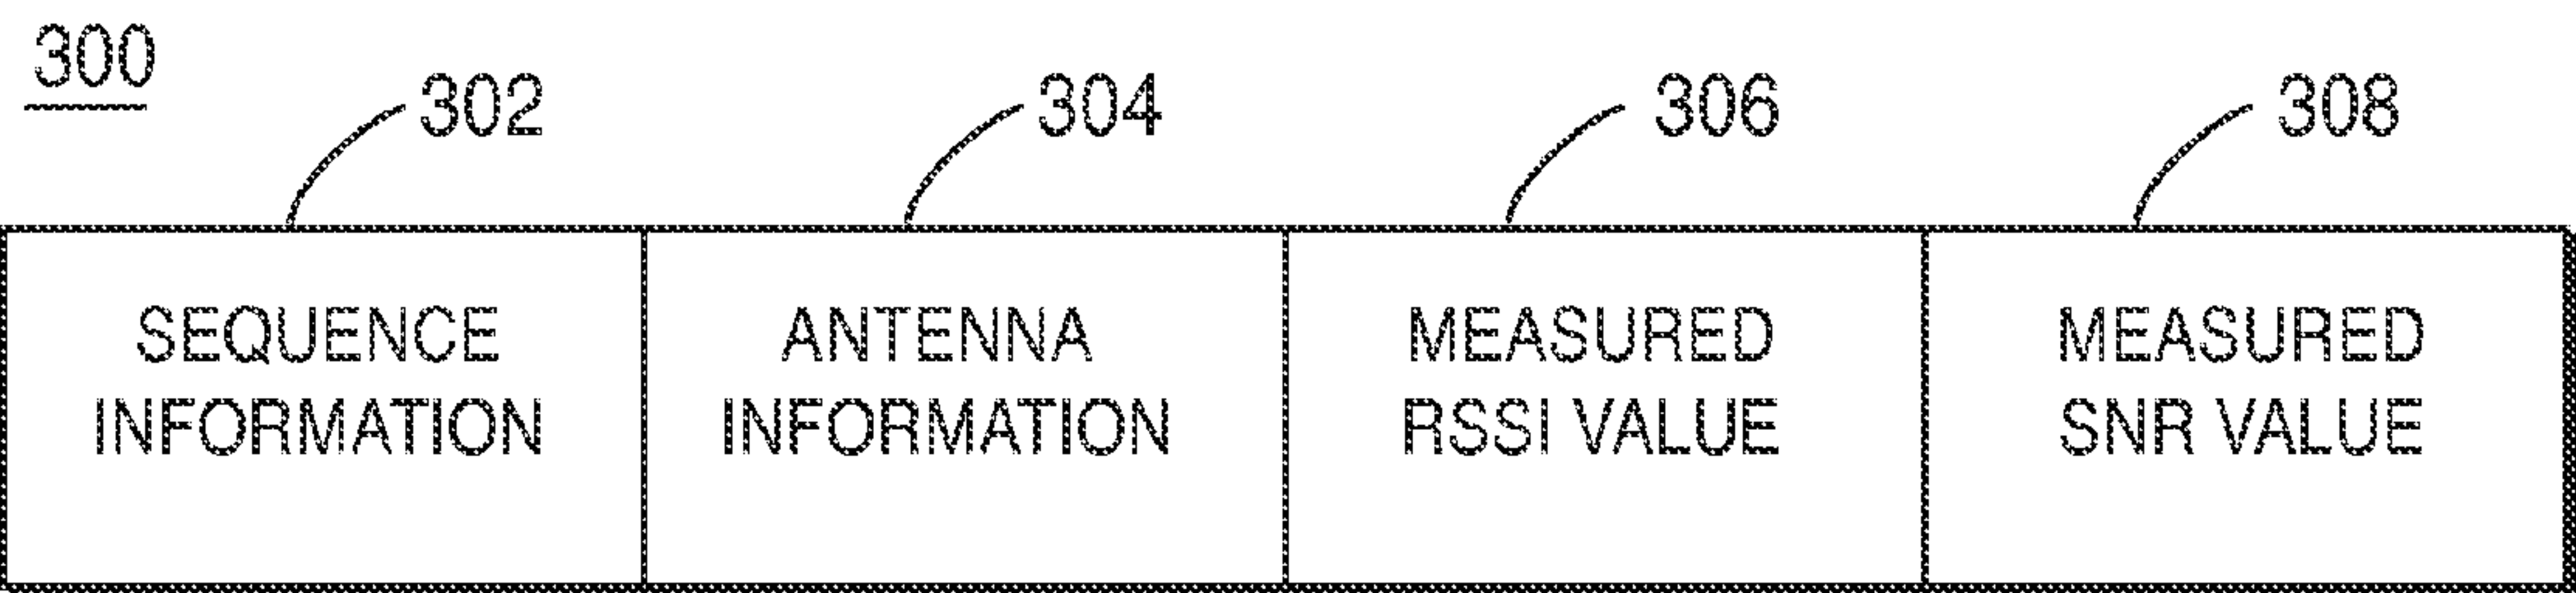 300
302 304 306 308
SEQUENCE INFORMATION
ANTENNA INFORMATION
MEASURED RSSI VALUE
MEASURED SNR VALUE